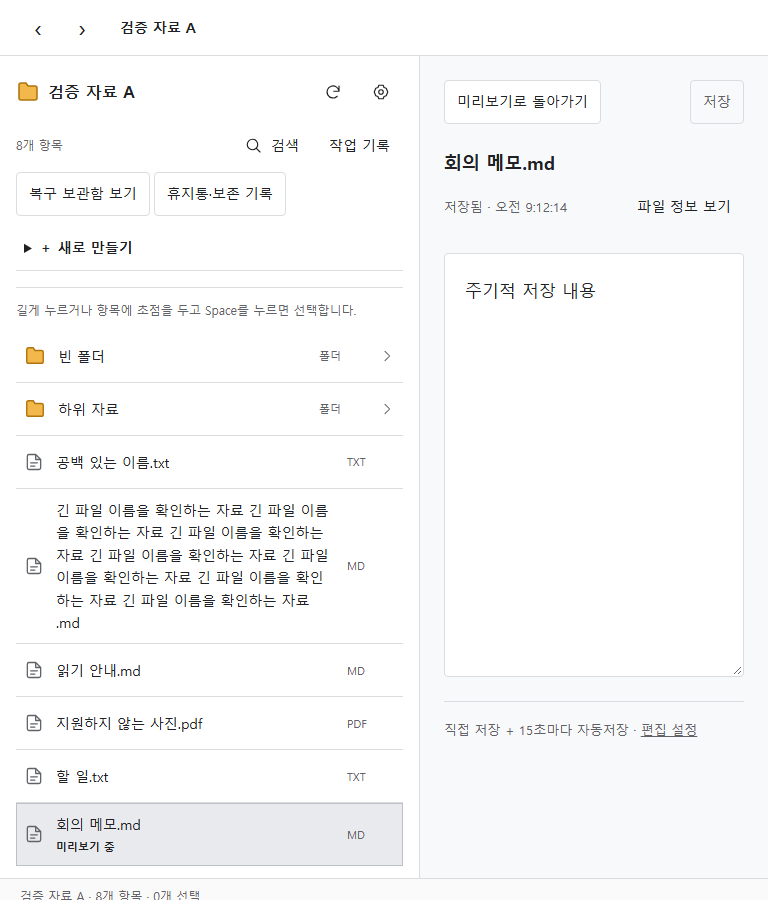 검증 자료 A
검증 자료 A
8개 항목
검색
작업 기록
복구 보관함 보기
휴지통·보존 기록
▶ + 새로 만들기
길게 누르거나 항목에 초점을 두고 Space를 누르면 선택합니다.
빈 폴더
폴더
하위 자료
폴더
공백 있는 이름.txt
TXT
긴 파일 이름을 확인하는 자료 긴 파일 이름
을 확인하는 자료 긴 파일 이름을 확인하는
자료 긴 파일 이름을 확인하는 자료 긴 파일
이름을 확인하는 자료 긴 파일 이름을 확인
하는 자료 긴 파일 이름을 확인하는 자료
.md
MD
읽기 안내.md
MD
지원하지 않는 사진.pdf
PDF
할 일.txt
TXT
회의 메모.md
미리보기 중
MD
미리보기로 돌아가기
저장
회의 메모.md
저장됨 · 오전 9:12:14
파일 정보 보기
주기적 저장 내용
직접 저장 + 15초마다 자동저장 · 편집 설정
검증 자료 A · 8개 항목 · 0개 선택